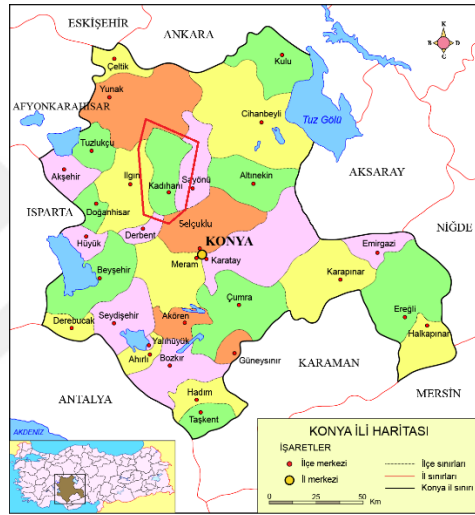 ESKİŞEHİR
ANKARA
K
B
D
G
Çeltik
Kulu
Yunak
AFYONKARAHİSAR
Cihanbeyli
Tuz Gölü
Tuzlukçu
AKSARAY
Akşehir
Ilgın
Kadıhanı
Sayönü
Altınekin
ISPARTA
Doğanhisar
NİĞDE
Derbent
Selçuklu
Hüyük
KONYA
Emirgazi
Meram
Karatay
Beyşehir
Karapınar
Çumra
Ereğli
Seydişehir
Akören
Derebucak
Halkapınar
Yalıhüyük
Ahırlı
Bozkır
Güneysınır
KARAMAN
Hadım
MERSİN
ANTALYA
Taşkent
AKDENİZ
KONYA İLİ HARİTASI
İŞARETLER
İlçe merkezi
İlçe sınırları
İl merkezi
İl sınırları
Konya il sınırı
0 25 50
Km